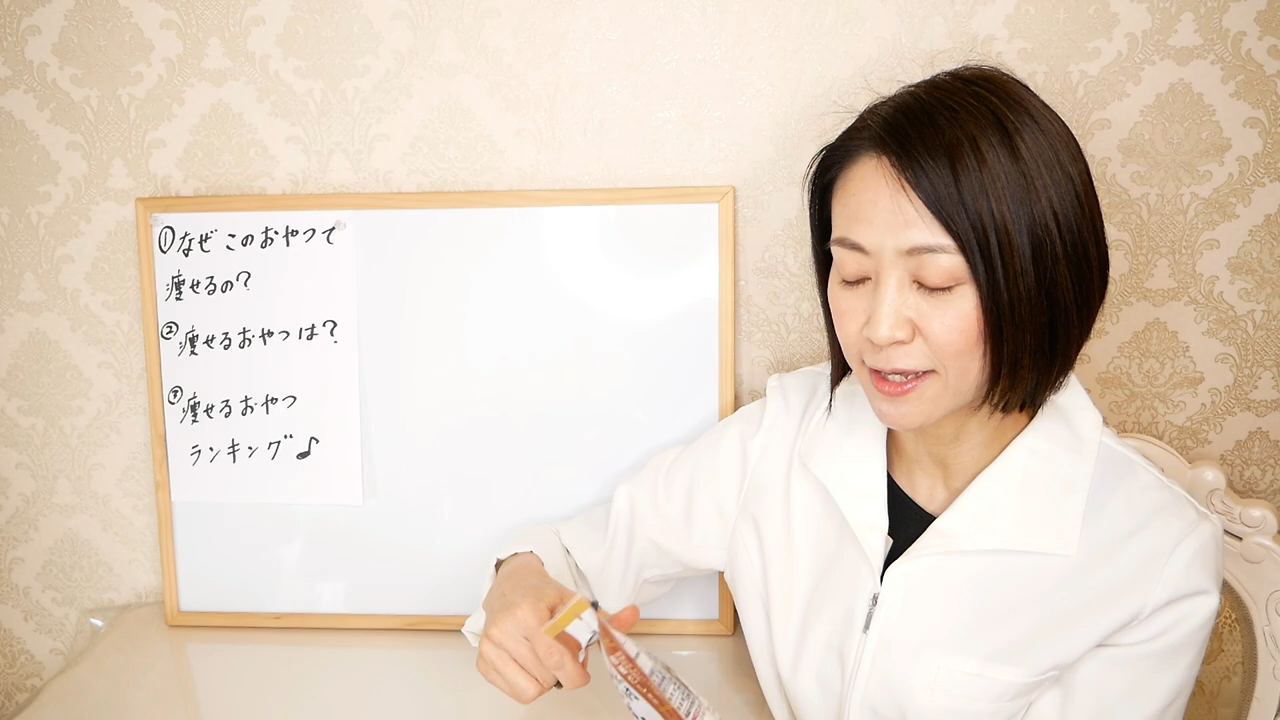 ①なぜ このおやつで
痩せるの?
②痩せるおやつは?
③痩せるおやつ
ランキング♪